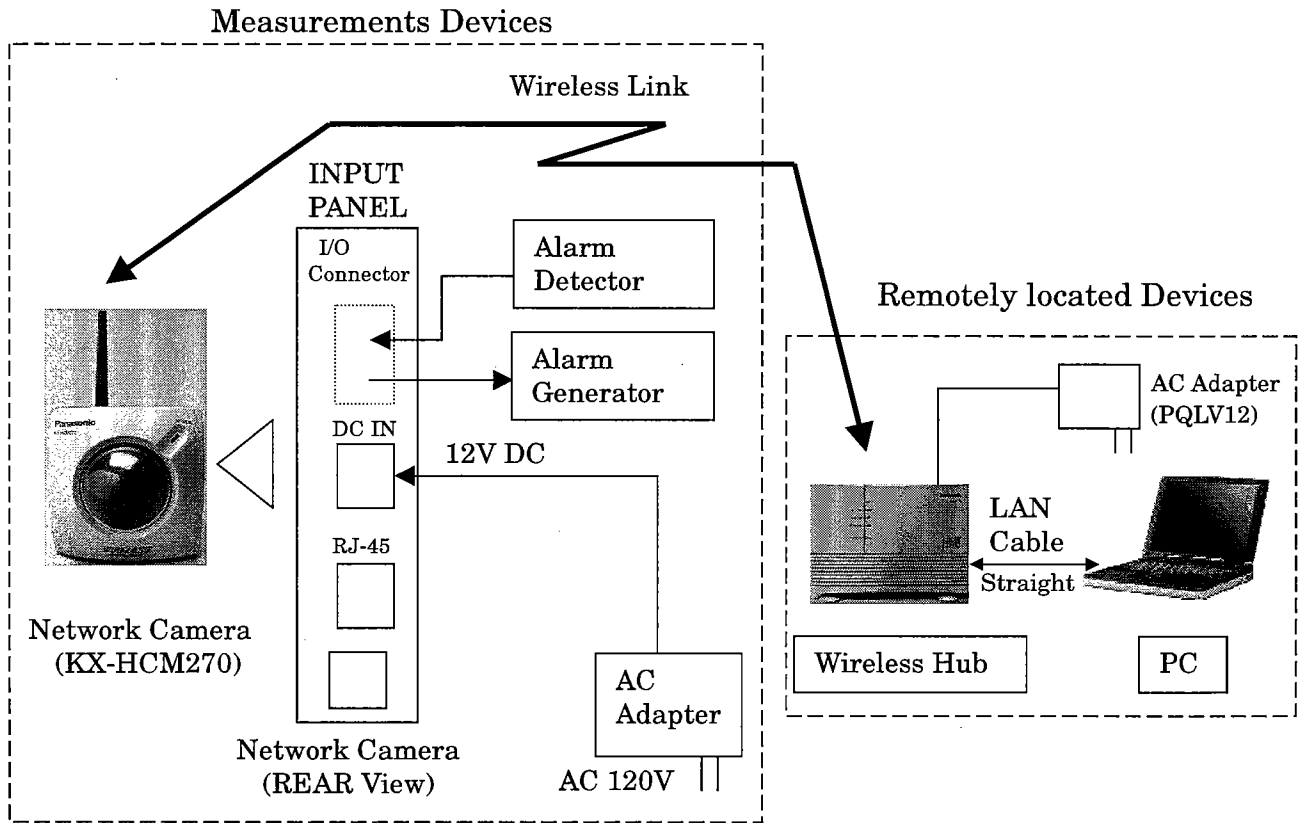 Measurements Devices
Wireless Link
INPUT
PANEL
I/O
Connector
Alarm
Detector
Alarm
Generator
DC IN
12V DC
RJ-45
Panasonic
Network Camera
(KX-HCM270)
Network Camera
(REAR View)
AC
Adapter
AC 120V
Remotely located Devices
AC Adapter
(PQLV12)
LAN
Cable
Straight
Wireless Hub
PC